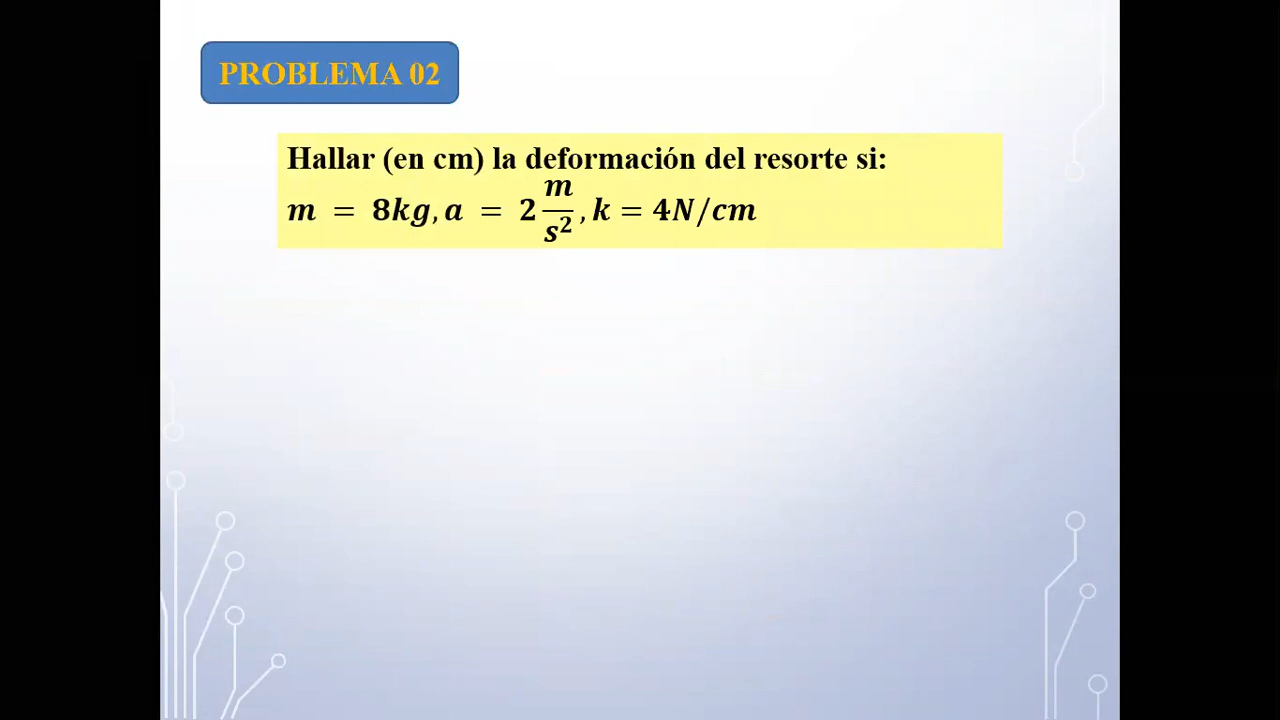 PROBLEMA 02
Hallar (en cm) la deformación del resorte si:
m = 8kg, a = 2 m/s², k = 4N/cm